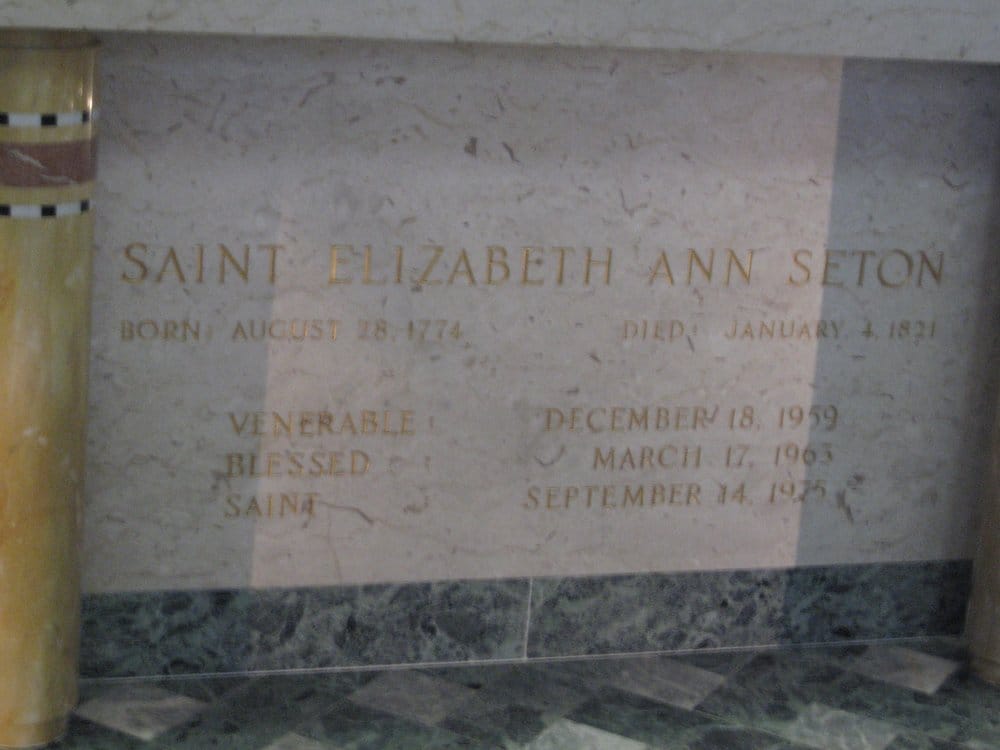 SAINT ELIZABETH ANN SETON
BORN: AUGUST 28, 1774 DIED: JANUARY 4, 1821
VENERABLE DECEMBER 18, 1959
BLESSED MARCH 17, 1963
SAINT SEPTEMBER 14, 1975